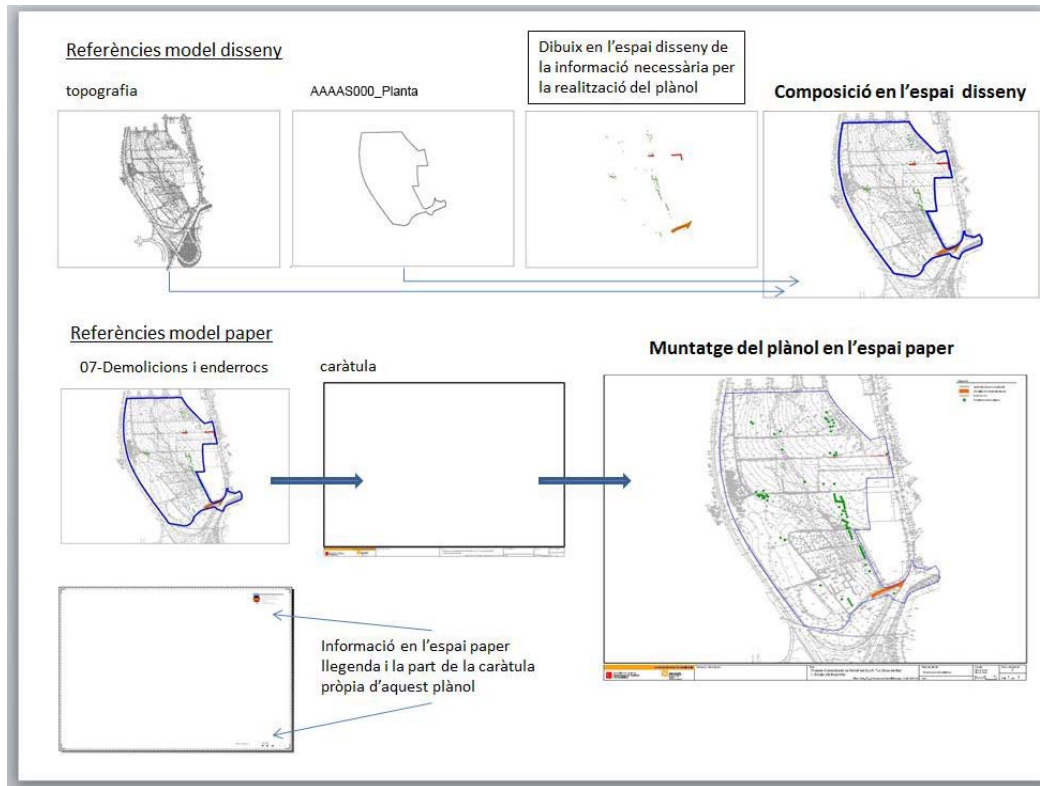 Referències model disseny
topografia
AAAAS000_Planta
Dibuix en l'espai disseny de
la informació necessària per
la realització del plànol
Composició en l'espai disseny
Referències model paper
07-Demolicions i enderrocs
caràtula
Muntatge del plànol en l'espai paper
Informació en l'espai paper
llegenda i la part de la caràtula
pròpia d'aquest plànol